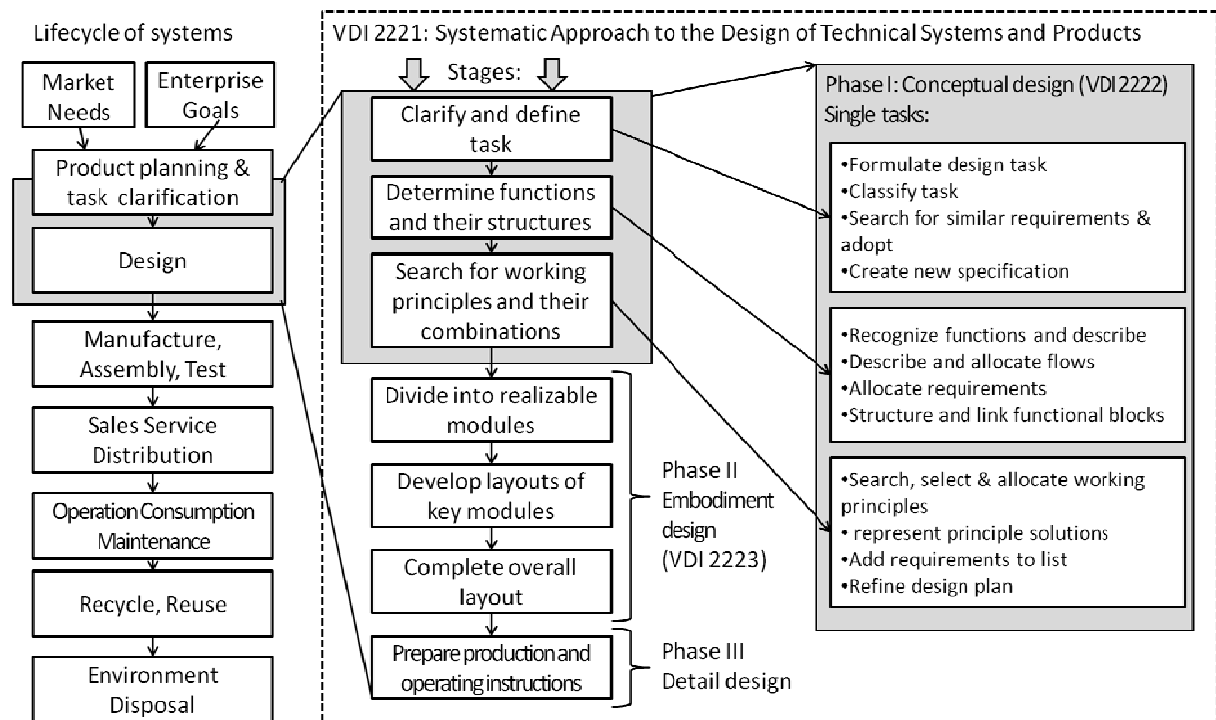 Lifecycle of systems
Market
Needs
Enterprise
Goals
Product planning &
task clarification
Design
Manufacture,
Assembly, Test
Sales Service
Distribution
Operation Consumption
Maintenance
Recycle, Reuse
Environment
Disposal
VDI 2221: Systematic Approach to the Design of Technical Systems and Products
Stages:
Clarify and define
task
Determine functions
and their structures
Search for working
principles and their
combinations
Divide into realizable
modules
Develop layouts of
key modules
Complete overall
layout
Prepare production and
operating instructions
Phase II
Embodiment
design
(VDI 2223)
Phase III
Detail design
Phase I: Conceptual design (VDI 2222)
Single tasks:
•Formulate design task
•Classify task
•Search for similar requirements &
adopt
•Create new specification
•Recognize functions and describe
•Describe and allocate flows
•Allocate requirements
•Structure and link functional blocks
•Search, select & allocate working
principles
• represent principle solutions
•Add requirements to list
•Refine design plan